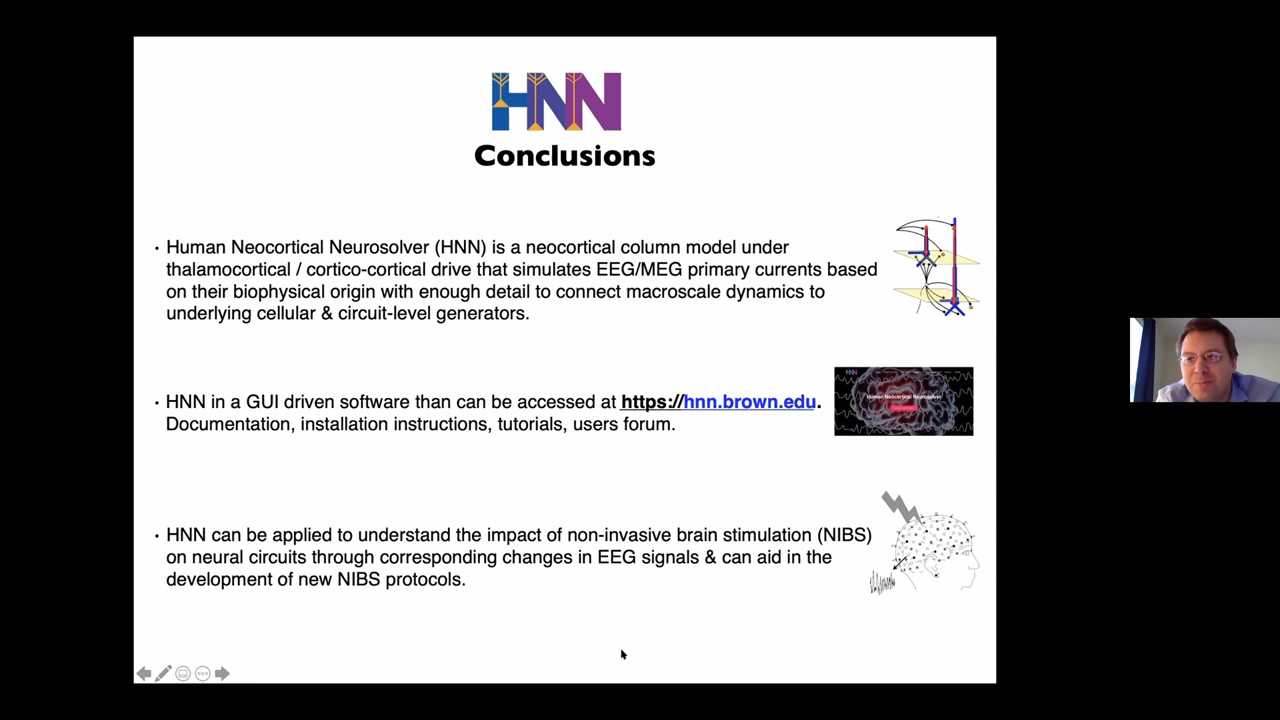 HNN
Conclusions
• Human Neocortical Neurosolver (HNN) is a neocortical column model under
thalamocortical / cortico-cortical drive that simulates EEG/MEG primary currents based
on their biophysical origin with enough detail to connect macroscale dynamics to
underlying cellular & circuit-level generators.
• HNN in a GUI driven software than can be accessed at https://hnn.brown.edu.
Documentation, installation instructions, tutorials, users forum.
HNN
Human Neocortical Neurosolver
• HNN can be applied to understand the impact of non-invasive brain stimulation (NIBS)
on neural circuits through corresponding changes in EEG signals & can aid in the
development of new NIBS protocols.